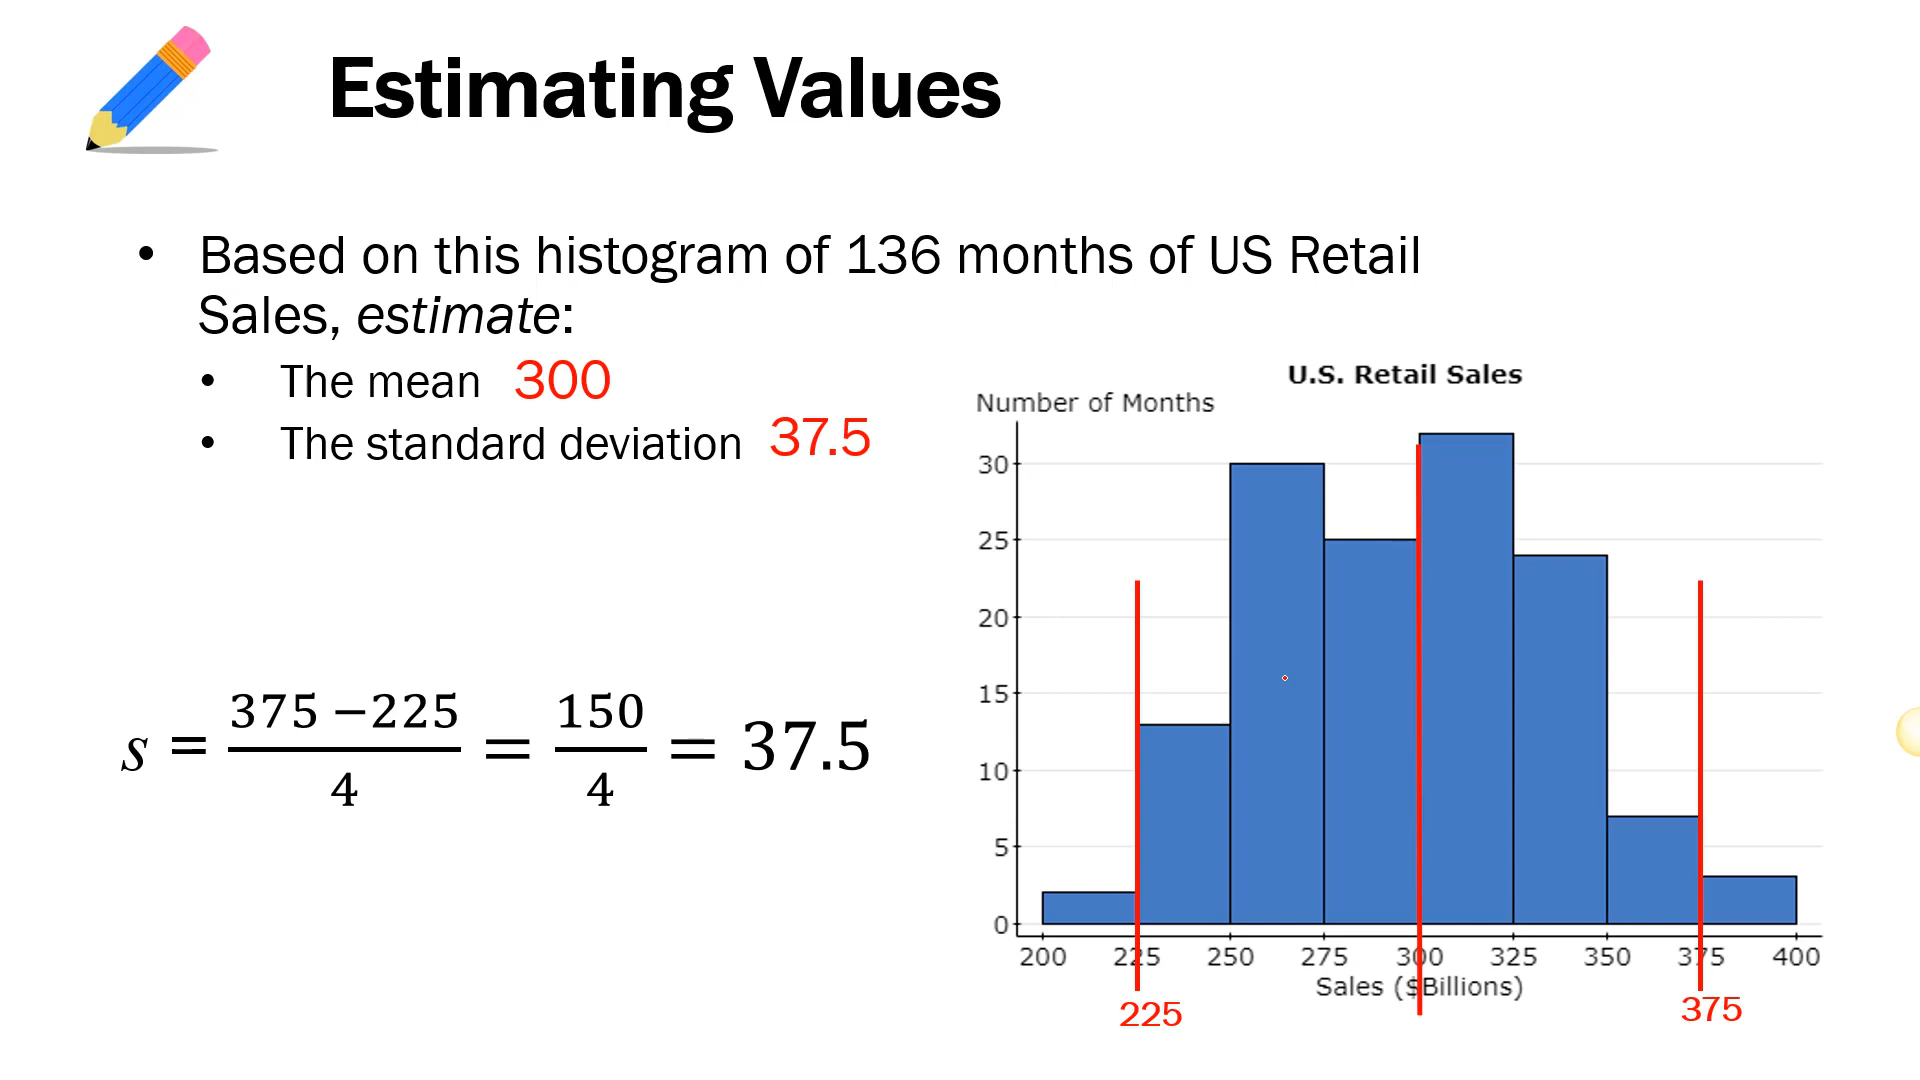 Estimating Values
• Based on this histogram of 136 months of US Retail
Sales, estimate:
• The mean 300
• The standard deviation 37.5
s = (375 − 225)/4 = 150/4 = 37.5
U.S. Retail Sales
Number of Months
30
25
20
15
10
5
0
200 225 250 275 300 325 350 375 400
Sales ($Billions)
225 375